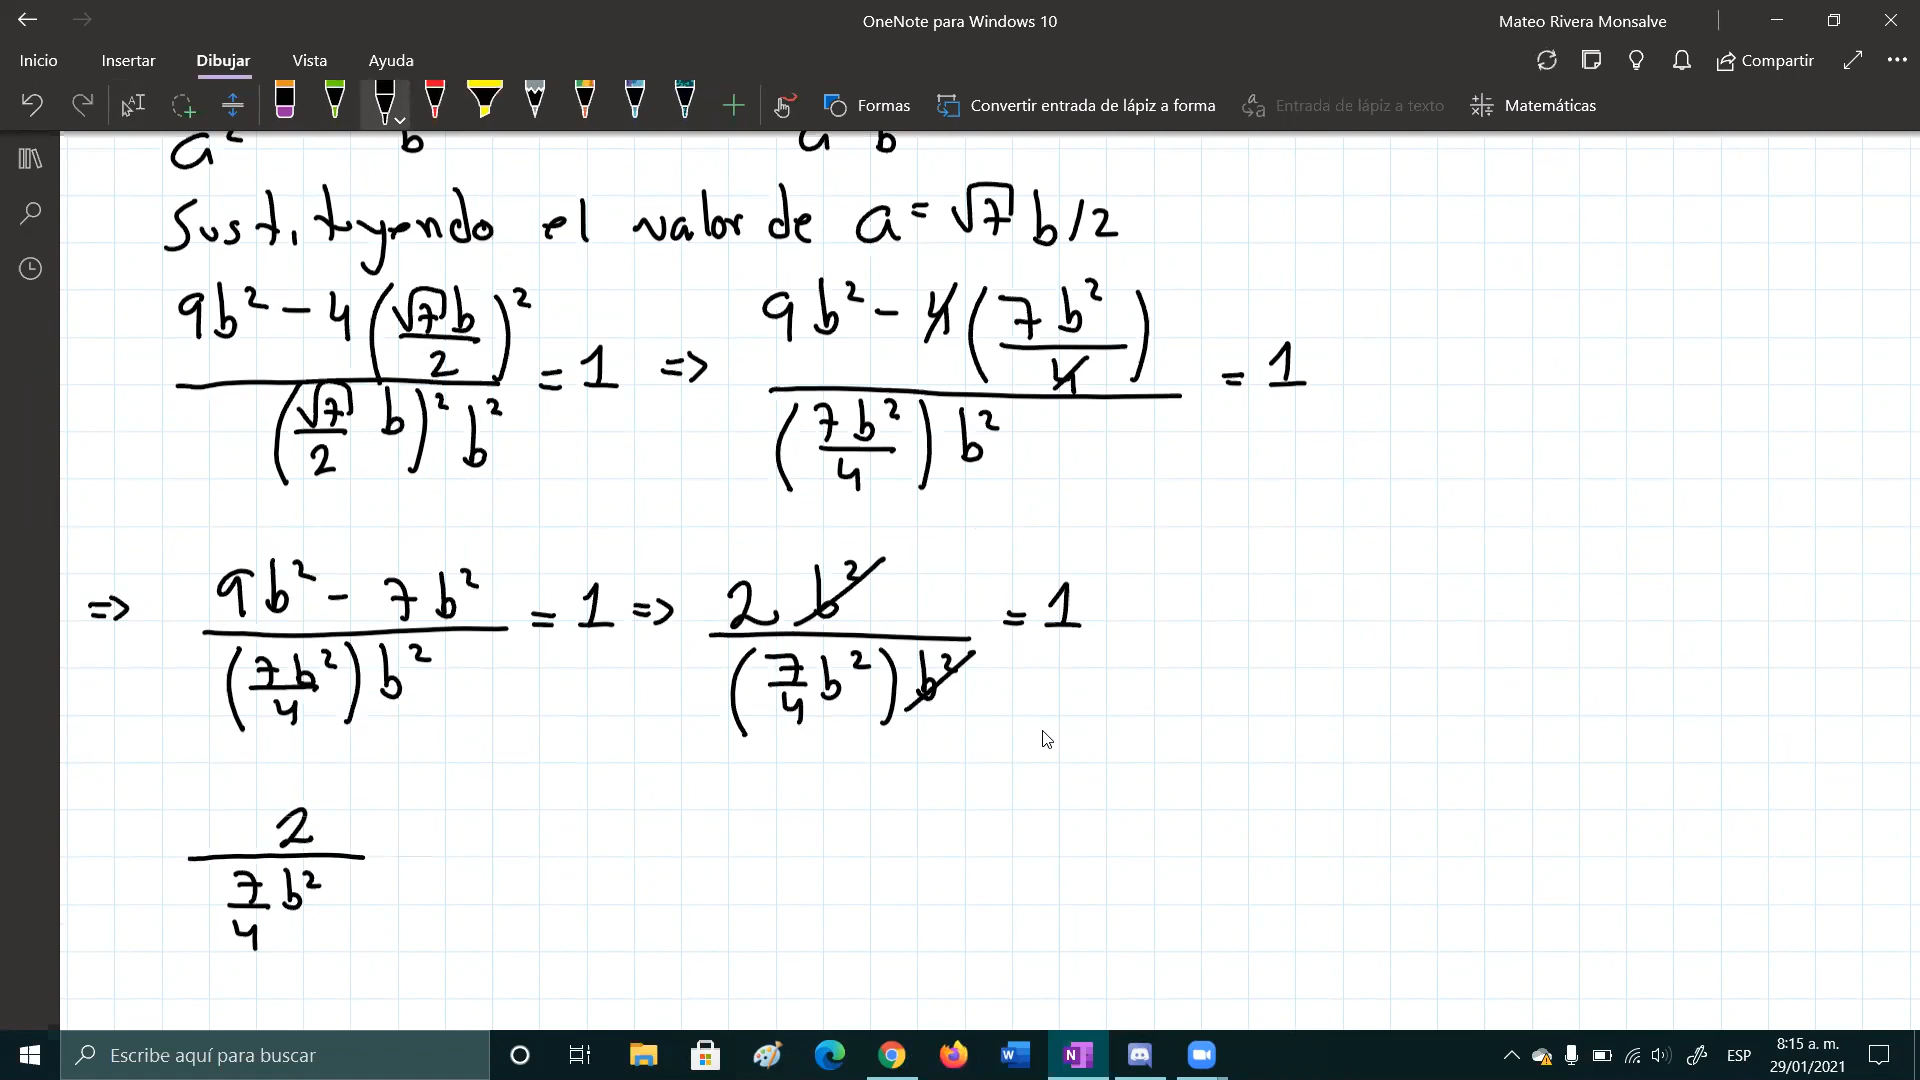 OneNote para Windows 10
Mateo Rivera Monsalve
Inicio Insertar Dibujar Vista Ayuda
Compartir
Formas Convertir entrada de lápiz a forma Entrada de lápiz a texto Matemáticas
a² b a b
Sustituyendo el valor de a = √7 b/2
(9b² - 4(√7 b/2)²) / ((√7/2 b)² b²) = 1 => (9b² - 4(7b²/4)) / ((7b²/4) b²) = 1
=> (9b² - 7b²) / ((7b²/4) b²) = 1 => 2b² / ((7/4 b²) b²) = 1
2 / (7/4 b²)
Escribe aquí para buscar
ESP
8:15 a. m.
29/01/2021